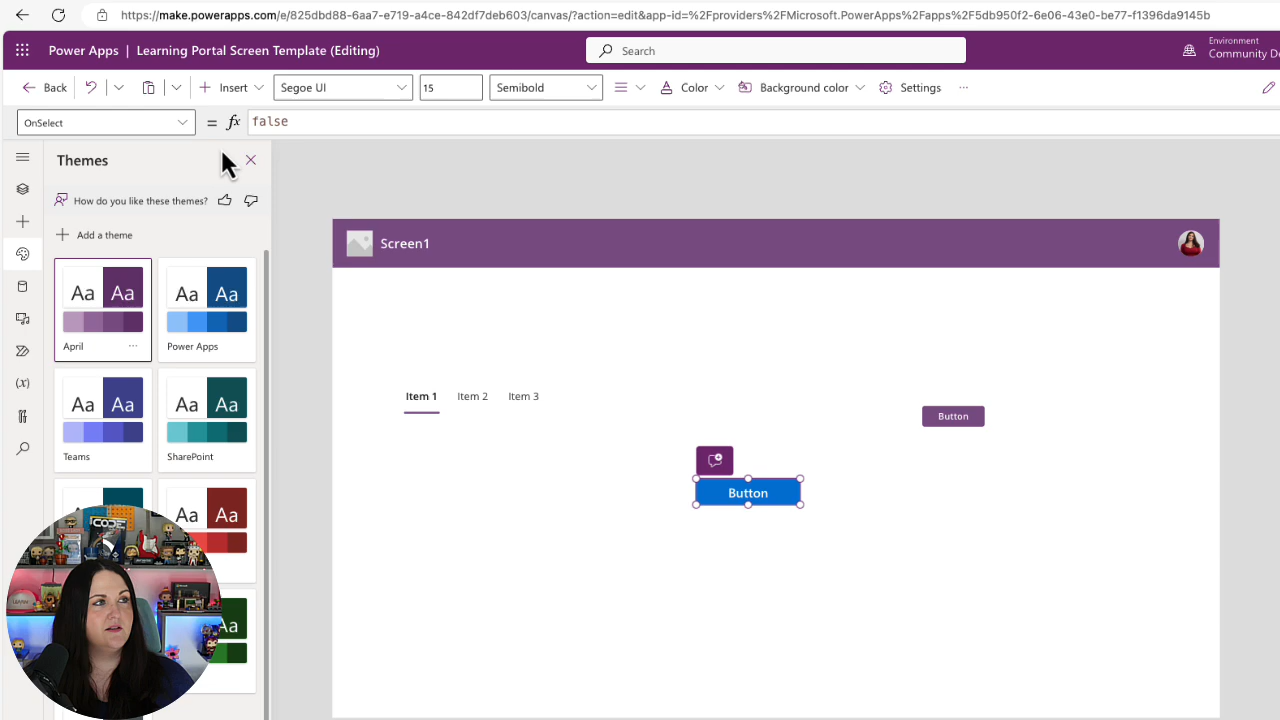 https://make.powerapps.com/e/825dbd88-6aa7-e719-a4ce-842df7deb603/canvas/?action=edit&app-id=%2Fproviders%2FMicrosoft.PowerApps%2Fapps%2F5db950f2-6e06-43e0-be77-f1396da9145b
Power Apps | Learning Portal Screen Template (Editing)
Search
Environment
Community De
Back
Insert
Segoe UI
15
Semibold
Color
Background color
Settings
OnSelect
= fx false
Themes
How do you like these themes?
Add a theme
Aa Aa
Aa Aa
April
Power Apps
Aa Aa
Aa Aa
Teams
SharePoint
Aa Aa
Aa
Screen1
Item 1
Item 2
Item 3
Button
Button
CODE